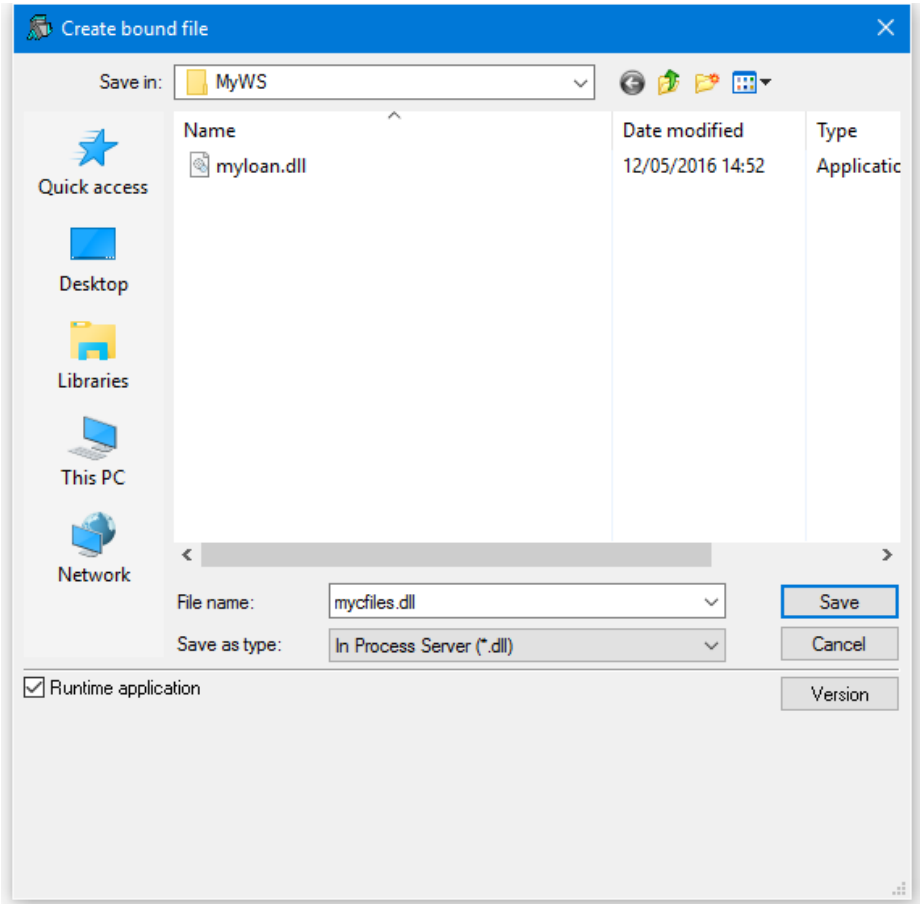 Create bound file
Save in: MyWS
Name Date modified Type
myloan.dll 12/05/2016 14:52 Applicatic
Quick access
Desktop
Libraries
This PC
Network
File name: mycfiles.dll Save
Save as type: In Process Server (*.dll) Cancel
Runtime application Version